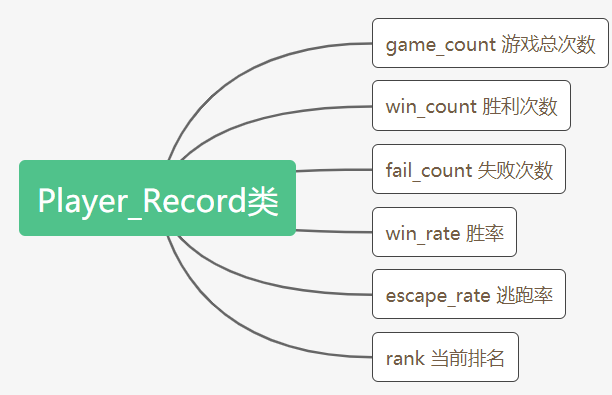 Player_Record类
game_count 游戏总次数
win_count 胜利次数
fail_count 失败次数
win_rate 胜率
escape_rate 逃跑率
rank 当前排名